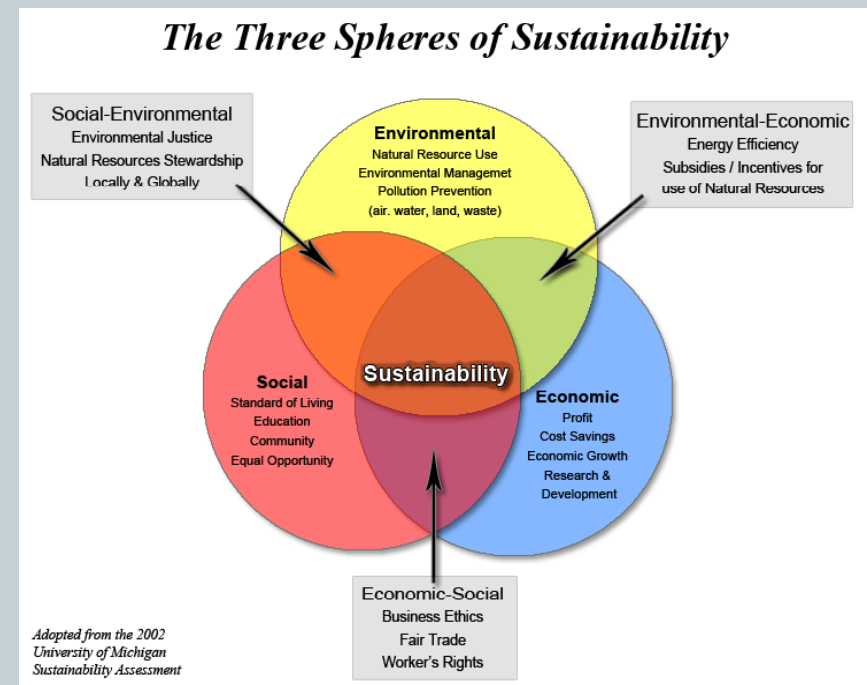 The Three Spheres of Sustainability
Social-Environmental
Environmental Justice
Natural Resources Stewardship
Locally & Globally
Environmental
Natural Resource Use
Environmental Managemet
Pollution Prevention
(air. water, land, waste)
Environmental-Economic
Energy Efficiency
Subsidies / Incentives for
use of Natural Resources
Sustainability
Social
Standard of Living
Education
Community
Equal Opportunity
Economic
Profit
Cost Savings
Economic Growth
Research &
Development
Economic-Social
Business Ethics
Fair Trade
Worker's Rights
Adopted from the 2002
University of Michigan
Sustainability Assessment